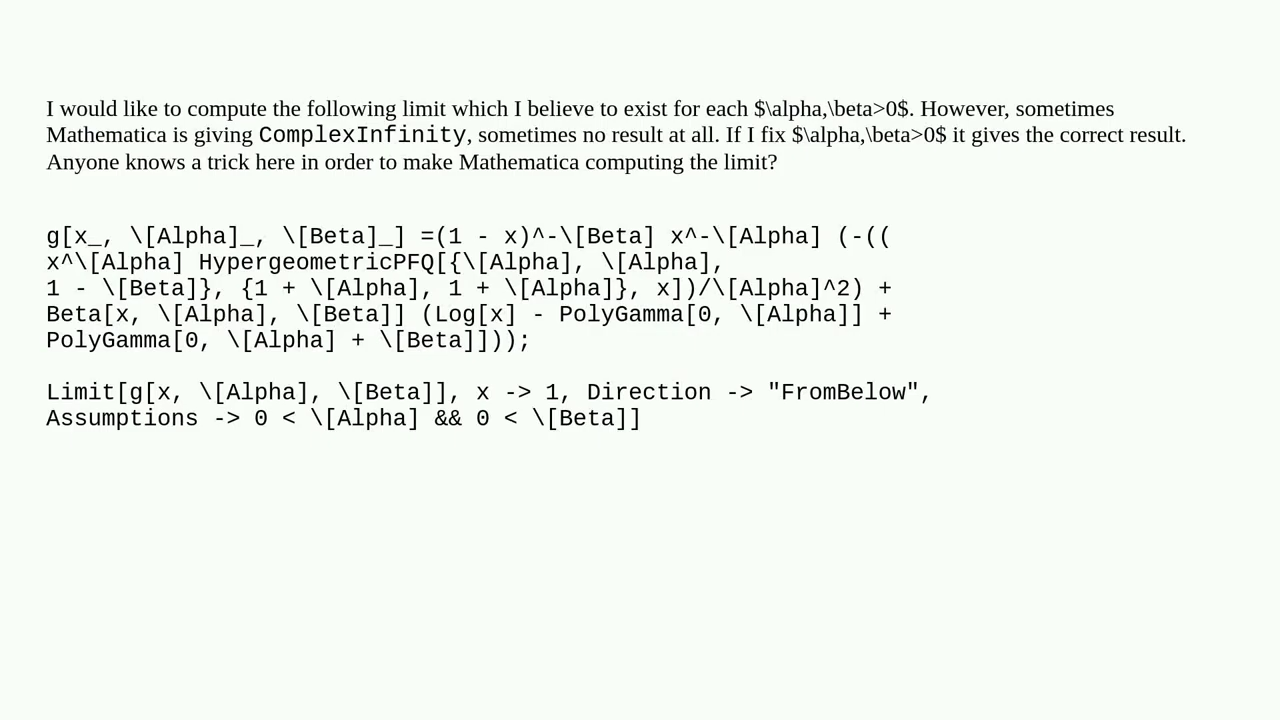 I would like to compute the following limit which I believe to exist for each $\alpha,\beta>0$. However, sometimes
Mathematica is giving ComplexInfinity, sometimes no result at all. If I fix $\alpha,\beta>0$ it gives the correct result.
Anyone knows a trick here in order to make Mathematica computing the limit?
g[x_, \[Alpha]_, \[Beta]_] =(1 - x)^-\[Beta] x^-\[Alpha] (-((
x^\[Alpha] HypergeometricPFQ[{\[Alpha], \[Alpha],
1 - \[Beta]}, {1 + \[Alpha], 1 + \[Alpha]}, x])/\[Alpha]^2) +
Beta[x, \[Alpha], \[Beta]] (Log[x] - PolyGamma[0, \[Alpha]] +
PolyGamma[0, \[Alpha] + \[Beta]]));
Limit[g[x, \[Alpha], \[Beta]], x -> 1, Direction -> "FromBelow",
Assumptions -> 0 < \[Alpha] && 0 < \[Beta]]